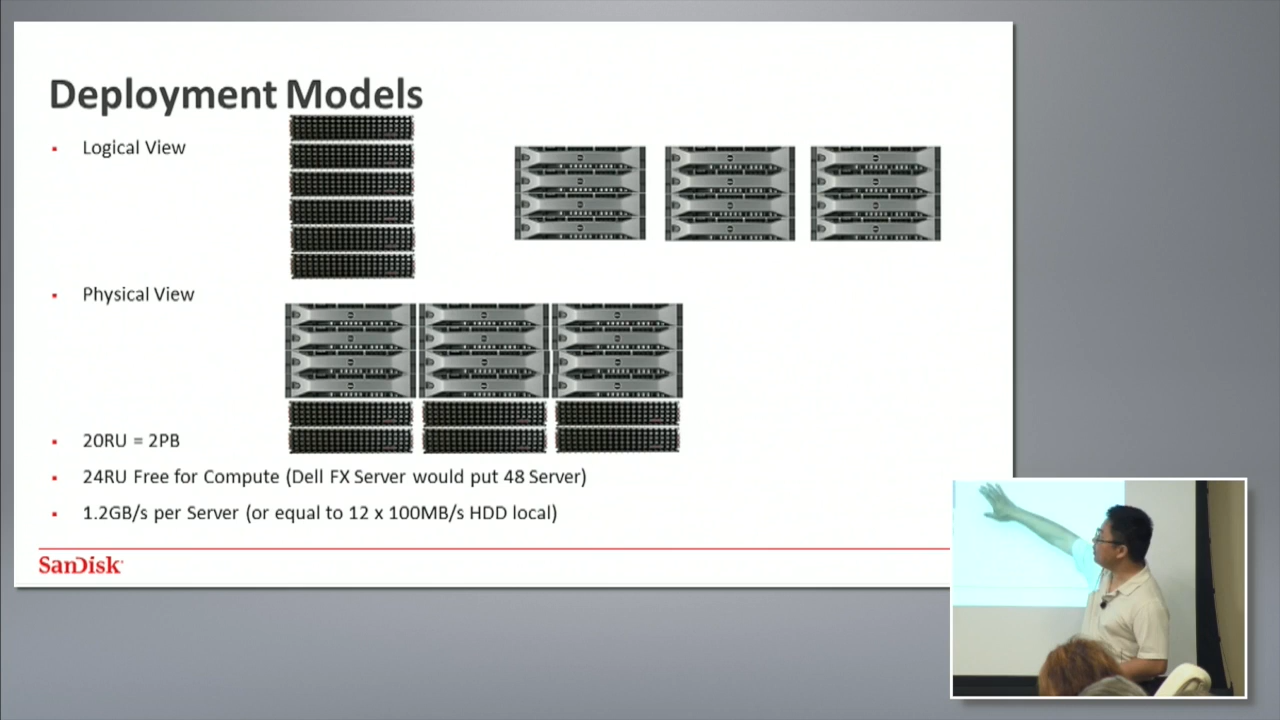 Deployment Models
Logical View
Physical View
20RU = 2PB
24RU Free for Compute (Dell FX Server would put 48 Server)
1.2GB/s per Server (or equal to 12 x 100MB/s HDD local)
SanDisk